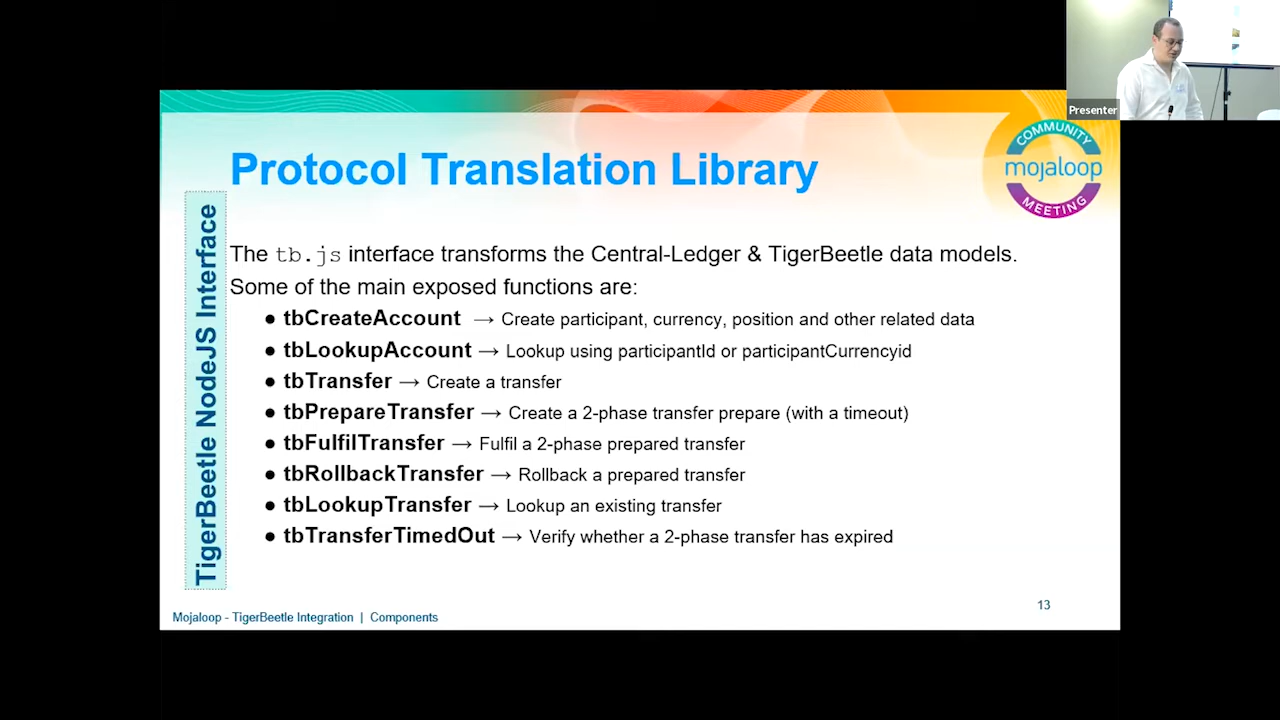 Presenter
COMMUNITY
mojaloop
MEETING
Protocol Translation Library
TigerBeetle NodeJS Interface
The tb.js interface transforms the Central-Ledger & TigerBeetle data models.
Some of the main exposed functions are:
● tbCreateAccount → Create participant, currency, position and other related data
● tbLookupAccount → Lookup using participantId or participantCurrencyid
● tbTransfer → Create a transfer
● tbPrepareTransfer → Create a 2-phase transfer prepare (with a timeout)
● tbFulfilTransfer → Fulfil a 2-phase prepared transfer
● tbRollbackTransfer → Rollback a prepared transfer
● tbLookupTransfer → Lookup an existing transfer
● tbTransferTimedOut → Verify whether a 2-phase transfer has expired
13
Mojaloop - TigerBeetle Integration | Components